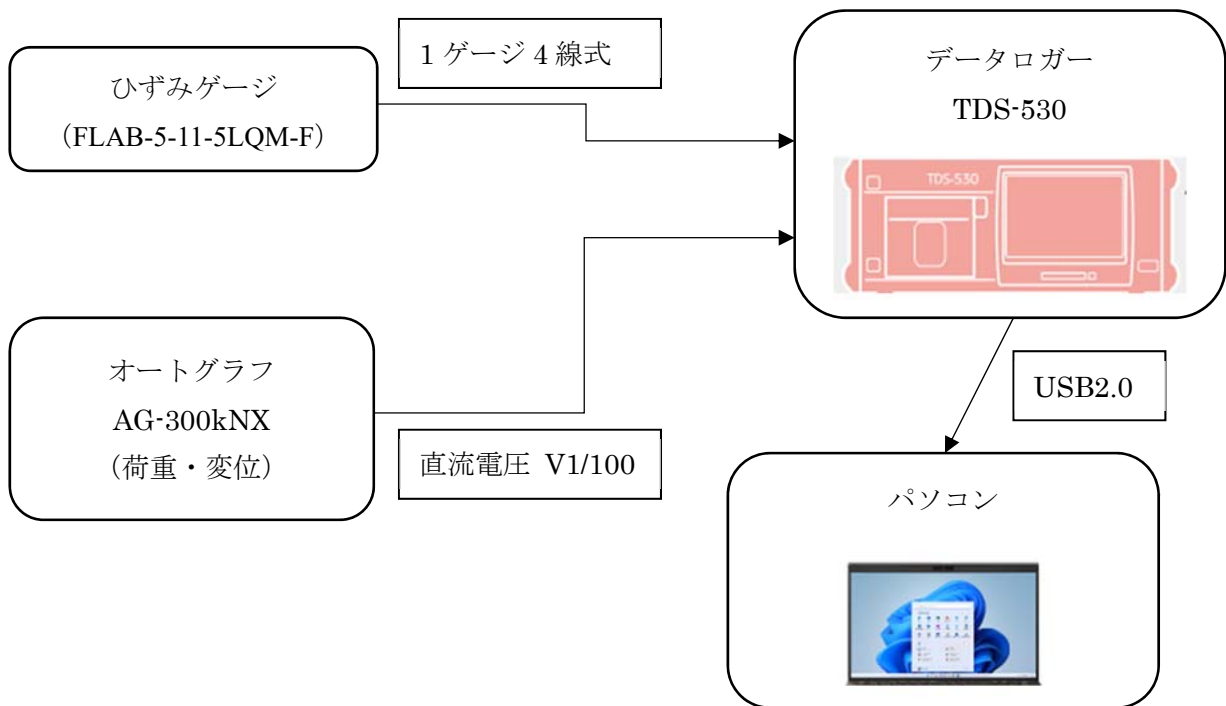 ひずみゲージ
（FLAB-5-11-5LQM-F）
1 ゲージ 4 線式
データロガー
TDS-530
TDS-530
オートグラフ
AG-300kNX
（荷重・変位）
直流電圧 V1/100
USB2.0
パソコン